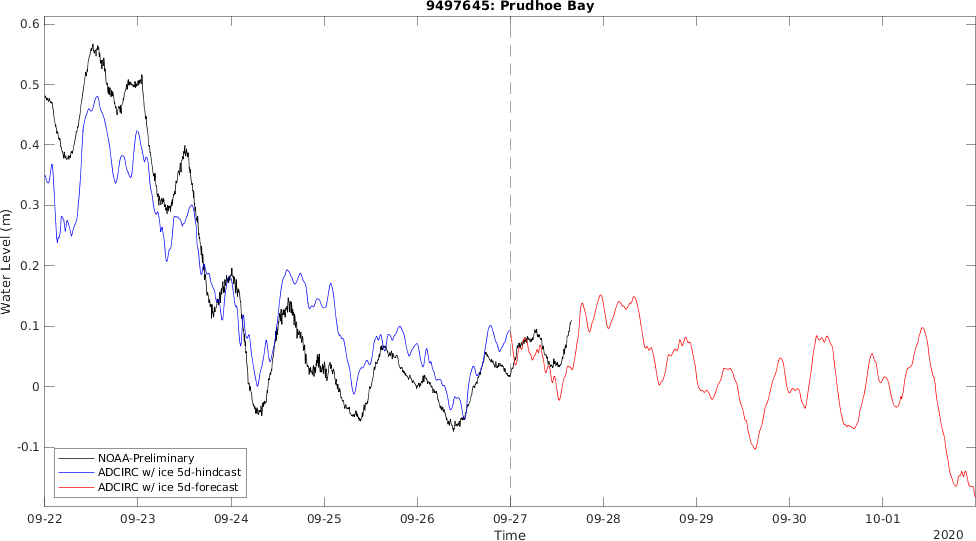 9497645: Prudhoe Bay
0.6
0.5
0.4
0.3
0.2
0.1
0
-0.1
Water Level (m)
NOAA-Preliminary
ADCIRC w/ ice 5d-hindcast
ADCIRC w/ ice 5d-forecast
09-22 09-23 09-24 09-25 09-26 09-27 09-28 09-29 09-30 10-01
Time
2020